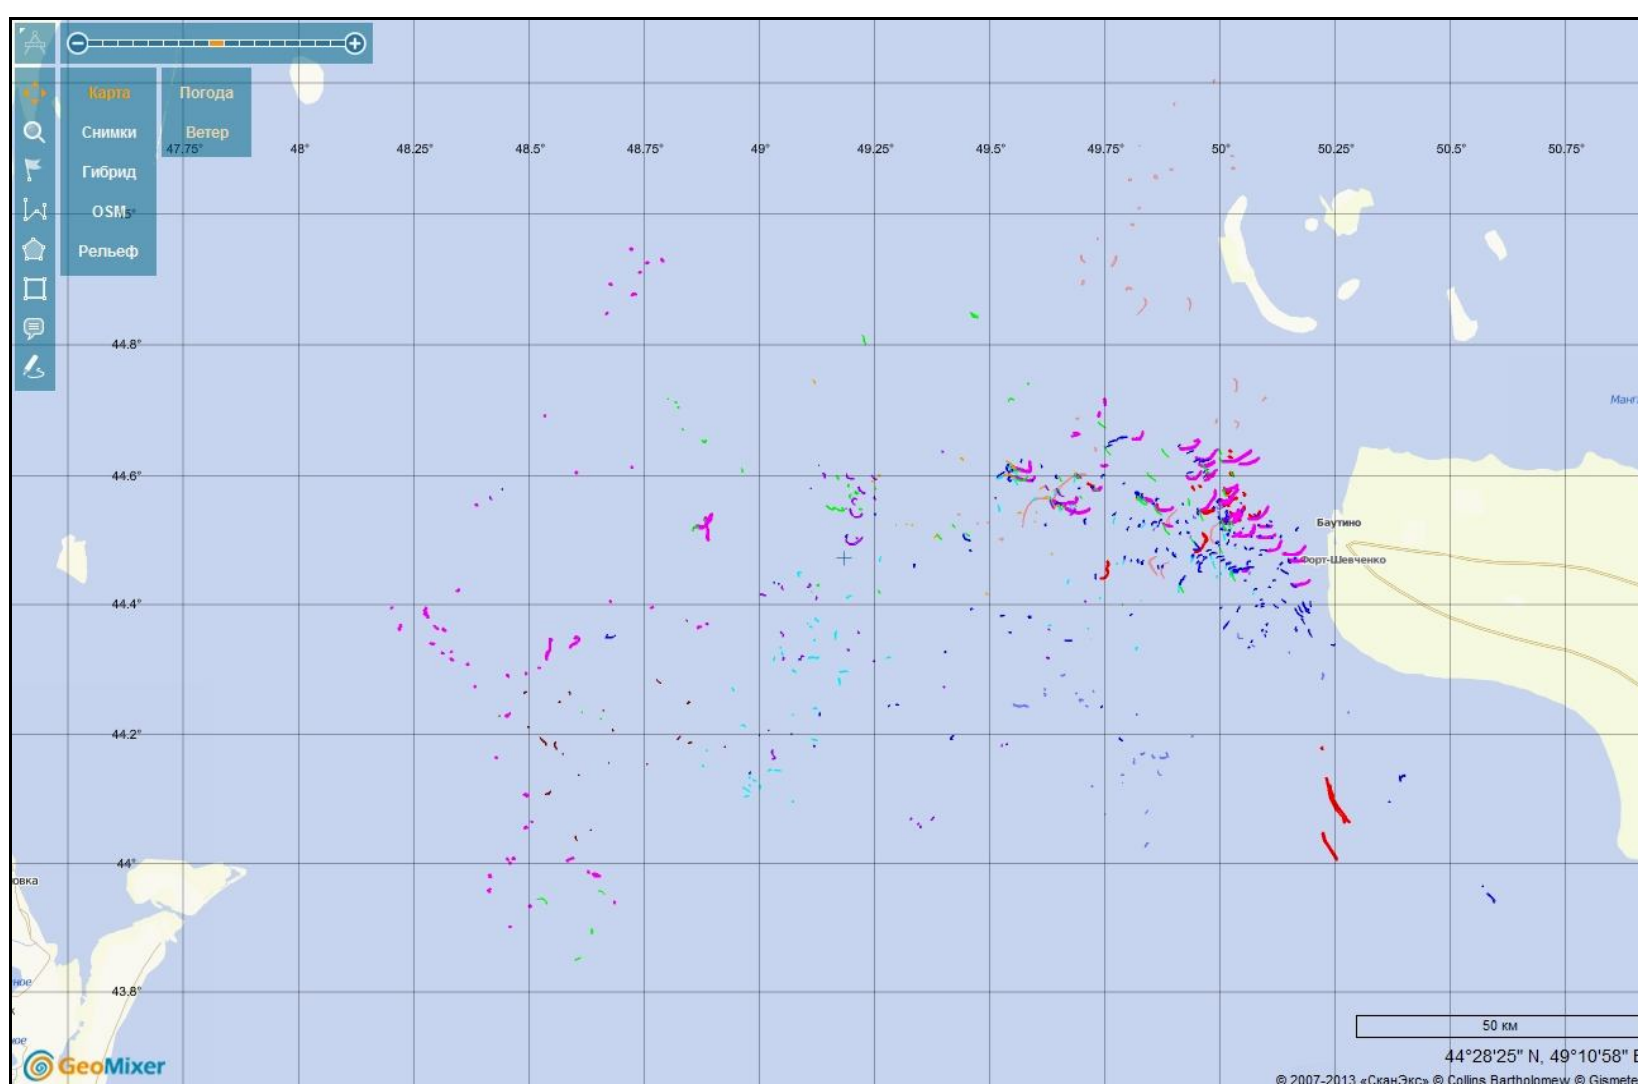 Карта
Погода
Снимки
Ветер
47.75° 48° 48.25° 48.5° 48.75° 49° 49.25° 49.5° 49.75° 50° 50.25° 50.5° 50.75°
Гибрид
OSM
Рельеф
44.8°
44.6°
Баутино
Форт-Шевченко
44.4°
44.2°
44°
43.8°
50 км
GeoMixer
44°28'25" N, 49°10'58" E
© 2007-2013 «СканЭкс» © Collins Bartholomew © Gismete